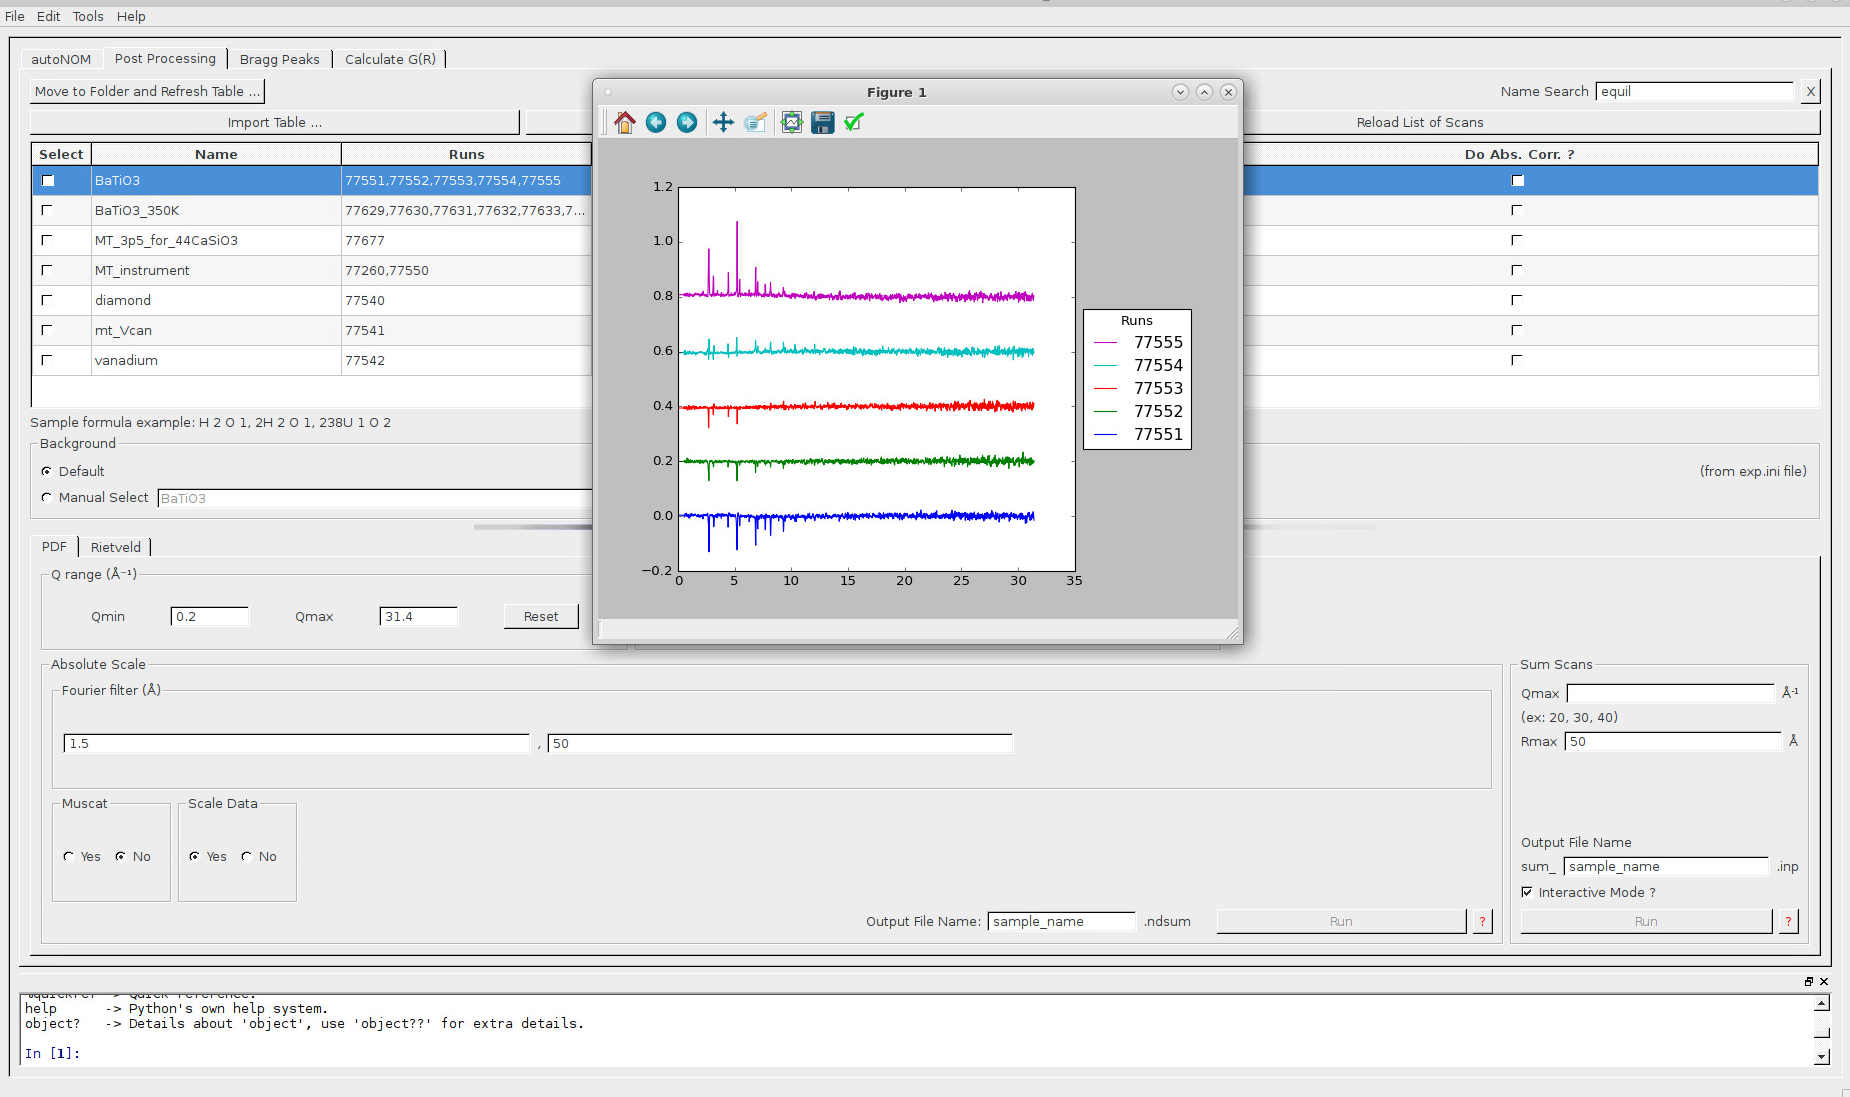 File Edit Tools Help
autoNOM Post Processing Bragg Peaks Calculate G(R)
Move to Folder and Refresh Table ...
Name Search equil X
Import Table ...
Reload List of Scans
Select Name Runs Do Abs. Corr. ?
BaTiO3 77551,77552,77553,77554,77555
BaTiO3_350K 77629,77630,77631,77632,77633,7...
MT_3p5_for_44CaSiO3 77677
MT_instrument 77260,77550
diamond 77540
mt_Vcan 77541
vanadium 77542
Sample formula example: H 2 O 1, 2H 2 O 1, 238U 1 O 2
Background
Default
(from exp.ini file)
Manual Select BaTiO3
Figure 1
1.2
1.0
0.8
0.6
0.4
0.2
0.0
−0.2
0 5 10 15 20 25 30 35
Runs
77555
77554
77553
77552
77551
PDF Rietveld
Q range (Å⁻¹)
Qmin 0.2 Qmax 31.4 Reset
Absolute Scale
Fourier filter (Å)
1.5 , 50
Muscat
Yes No
Scale Data
Yes No
Output File Name: sample_name .ndsum Run ?
Sum Scans
Qmax Å⁻¹
(ex: 20, 30, 40)
Rmax 50 Å
Output File Name
sum_ sample_name .inp
Interactive Mode ?
Run ?
help -> Python's own help system.
object? -> Details about 'object', use 'object??' for extra details.
In [1]: